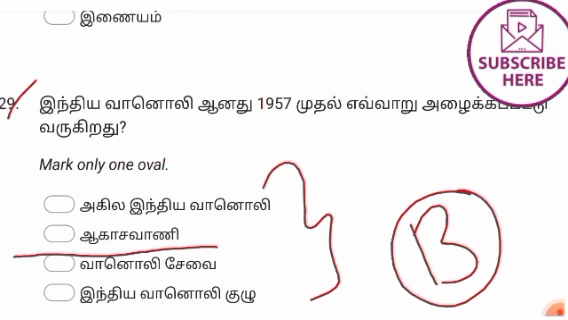 இணையம்
SUBSCRIBE
HERE
29. இந்திய வானொலி ஆனது 1957 முதல் எவ்வாறு அழைக்கப்பட்டு
வருகிறது?
Mark only one oval.
அகில இந்திய வானொலி
ஆகாசவாணி
வானொலி சேவை
இந்திய வானொலி குழு
B